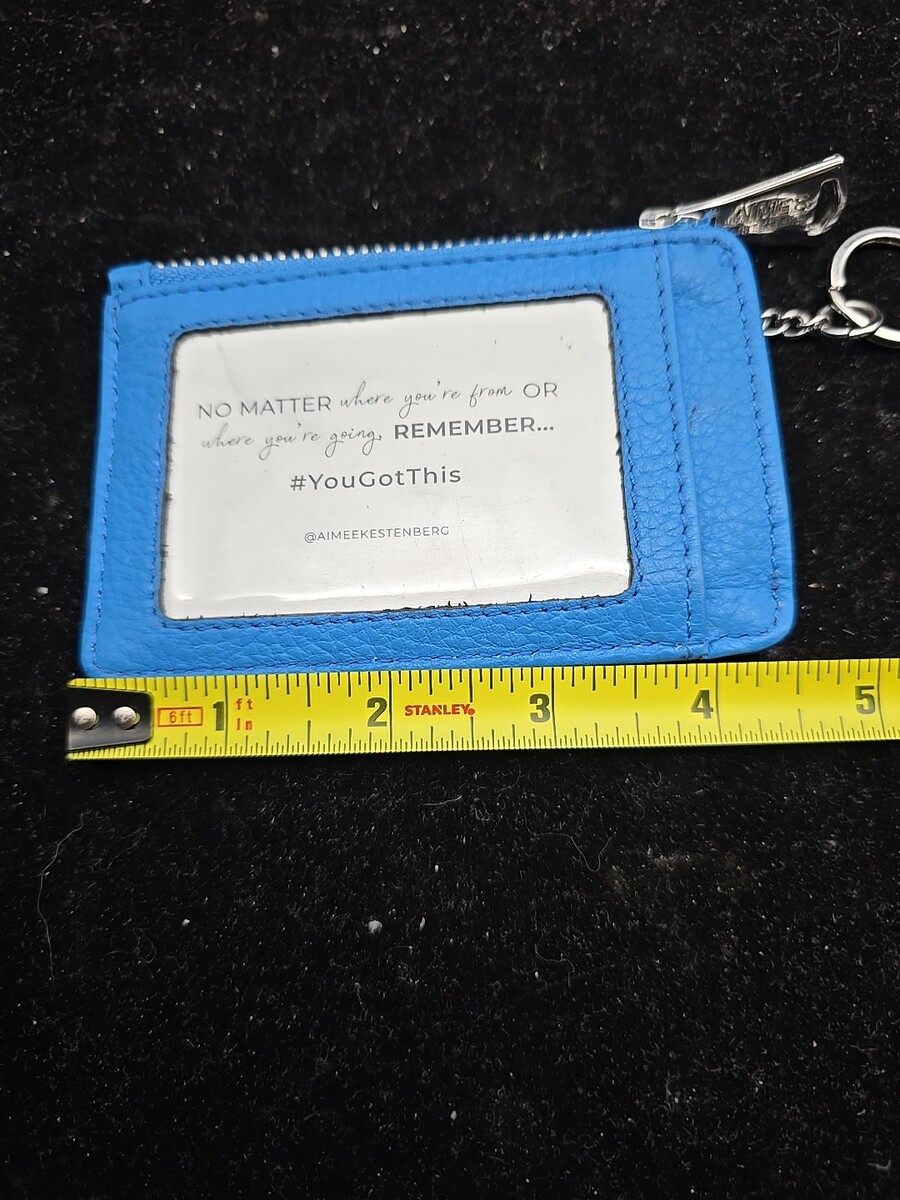 NO MATTER where you're from OR
where you're going, REMEMBER...
#YouGotThis
@AIMEEKESTENBERG
6ft 1 ft 2 STANLEY® 3 4 5
in